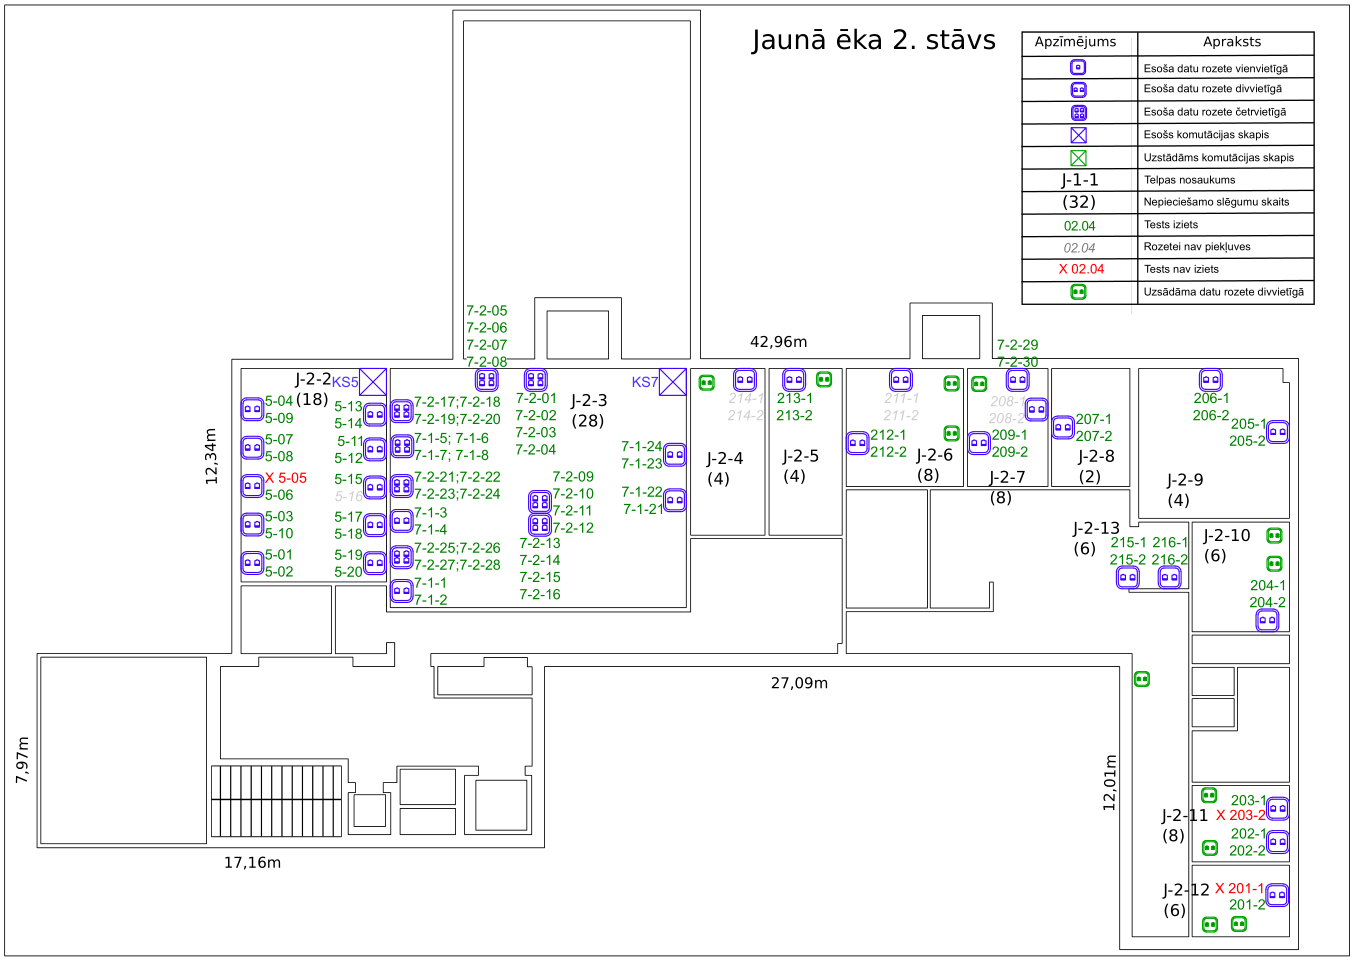 Jaunā ēka 2. stāvs
Apzīmējums Apraksts
Esoša datu rozete vienvietīgā
Esoša datu rozete divvietīgā
Esoša datu rozete četrvietīgā
Esošs komutācijas skapis
Uzstādāms komutācijas skapis
J-1-1 Telpas nosaukums
(32) Nepieciešamo slēgumu skaits
02.04 Tests iziets
02.04 Rozetei nav piekļuves
X 02.04 Tests nav iziets
Uzsādāma datu rozete divvietīgā
42,96m
12,34m
7,97m
17,16m
27,09m
12,01m
J-2-2
(18)
KS5
5-04
5-09
5-07
5-08
X 5-05
5-06
5-03
5-10
5-01
5-02
5-13
5-14
5-11
5-12
5-15
5-16
5-17
5-18
5-19
5-20
7-2-05
7-2-06
7-2-07
7-2-08
J-2-3
(28)
KS7
7-2-17;7-2-18
7-2-19;7-2-20
7-1-5; 7-1-6
7-1-7; 7-1-8
7-2-21;7-2-22
7-2-23;7-2-24
7-1-3
7-1-4
7-2-25;7-2-26
7-2-27;7-2-28
7-1-1
7-1-2
7-2-01
7-2-02
7-2-03
7-2-04
7-2-09
7-2-10
7-2-11
7-2-12
7-2-13
7-2-14
7-2-15
7-2-16
7-1-24
7-1-23
7-1-22
7-1-21
214-1
214-2
J-2-4
(4)
213-1
213-2
J-2-5
(4)
211-1
211-2
212-1
212-2
J-2-6
(8)
7-2-29
7-2-30
208-1
208-2
209-1
209-2
J-2-7
(8)
207-1
207-2
J-2-8
(2)
206-1
206-2
205-1
205-2
J-2-9
(4)
J-2-13
(6)
215-1 216-1
215-2 216-2
J-2-10
(6)
204-1
204-2
J-2-11
(8)
203-1
X 203-2
202-1
202-2
J-2-12
(6)
X 201-1
201-2